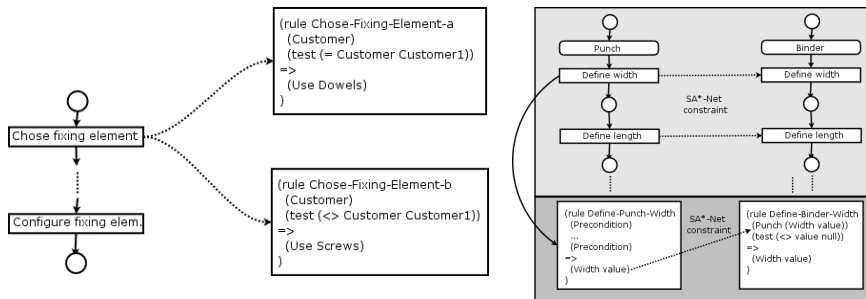 Chose fixing element
Configure fixing elem.
(rule Chose-Fixing-Element-a
(Customer)
(test (= Customer Customer1))
=>
(Use Dowels)
)
(rule Chose-Fixing-Element-b
(Customer)
(test (<> Customer Customer1))
=>
(Use Screws)
)
Punch
Define width
Define length
SA*-Net
constraint
Binder
Define width
Define length
SA*-Net
constraint
(rule Define-Punch-Width
(Precondition)
...
(Precondition)
=>
(Width value)
)
SA*-Net
constraint
(rule Define-Binder-Width
(Punch (Width value))
(test (<> value null))
=>
(Width value)
)